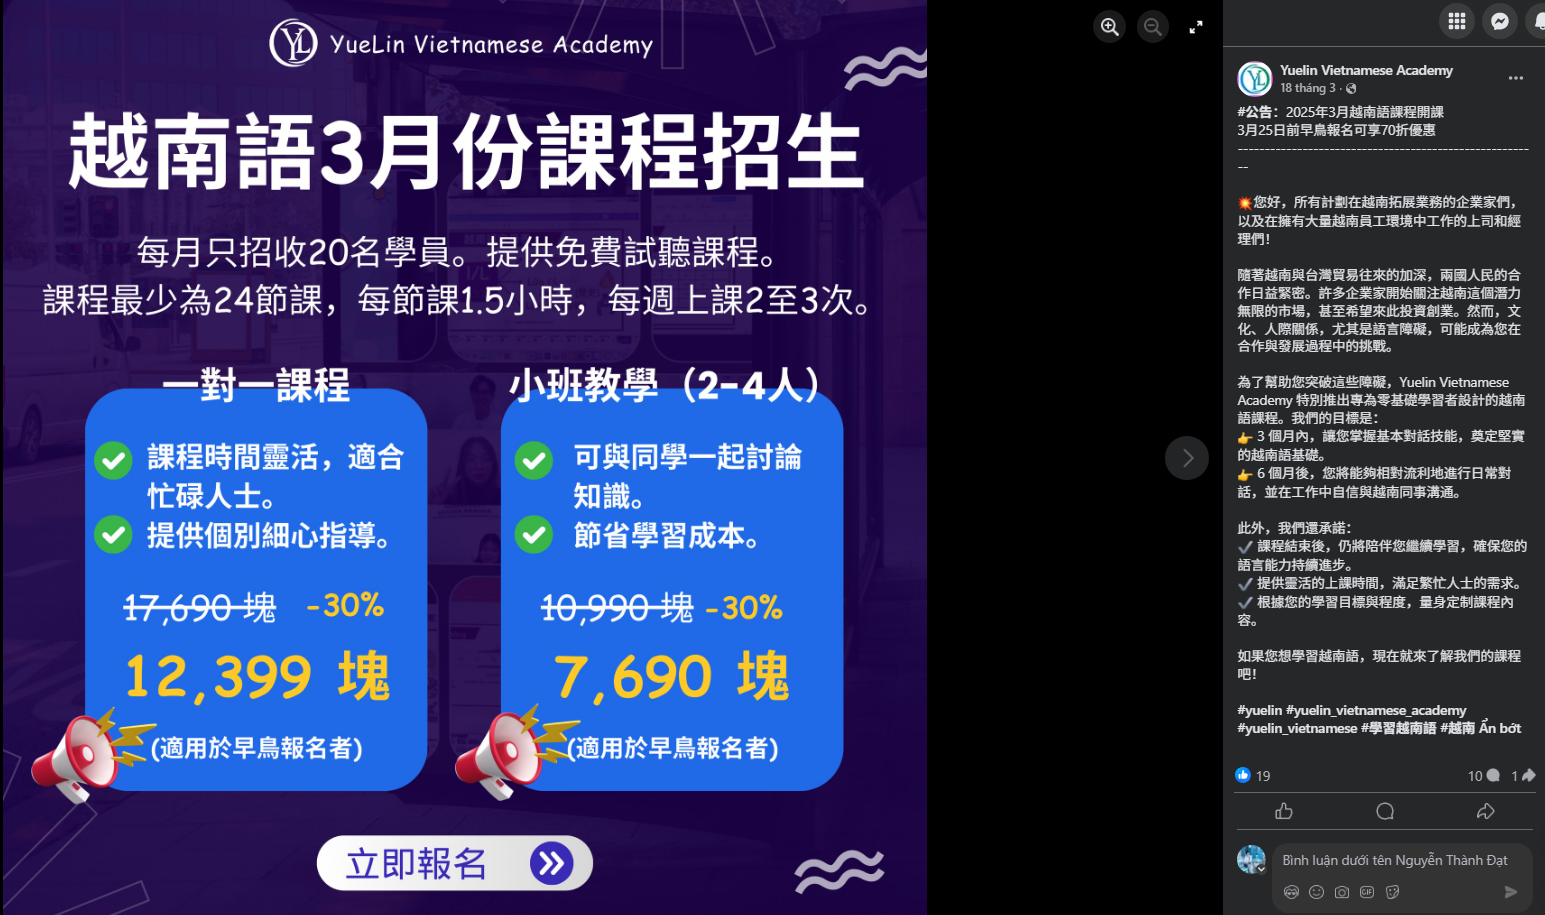 YueLin Vietnamese Academy
越南語3月份課程招生
每月只招收20名學員。提供免費試聽課程。
課程最少為24節課，每節課1.5小時，每週上課2至3次。
一對一課程
課程時間靈活，適合
忙碌人士。
提供個別細心指導。
17,690 塊 -30%
12,399 塊
(適用於早鳥報名者)
小班教學（2-4人）
可與同學一起討論
知識。
節省學習成本。
10,990 塊 -30%
7,690 塊
(適用於早鳥報名者)
立即報名
Yuelin Vietnamese Academy
18 tháng 3 ·
#公告：2025年3月越南語課程開課
3月25日前早鳥報名可享70折優惠
------------------------------------------------------
--
💥您好，所有計劃在越南拓展業務的企業家們，
以及在擁有大量越南員工環境中工作的上司和經
理們！
隨著越南與台灣貿易往來的加深，兩國人民的合
作日益緊密。許多企業家開始關注越南這個潛力
無限的市場，甚至希望來此投資創業。然而，文
化、人際關係，尤其是語言障礙，可能成為您在
合作與發展過程中的挑戰。
為了幫助您突破這些障礙，Yuelin Vietnamese
Academy 特別推出專為零基礎學習者設計的越南
語課程。我們的目標是：
👉 3 個月內，讓您掌握基本對話技能，奠定堅實
的越南語基礎。
👉 6 個月後，您將能夠相對流利地進行日常對
話，並在工作中自信與越南同事溝通。
此外，我們還承諾：
✔️ 課程結束後，仍將陪伴您繼續學習，確保您的
語言能力持續進步。
✔️ 提供靈活的上課時間，滿足繁忙人士的需求。
✔️ 根據您的學習目標與程度，量身定制課程內
容。
如果您想學習越南語，現在就來了解我們的課程
吧！
#yuelin #yuelin_vietnamese_academy
#yuelin_vietnamese #學習越南語 #越南 Ẩn bớt
19 10 1
Bình luận dưới tên Nguyễn Thành Đạt
GIF